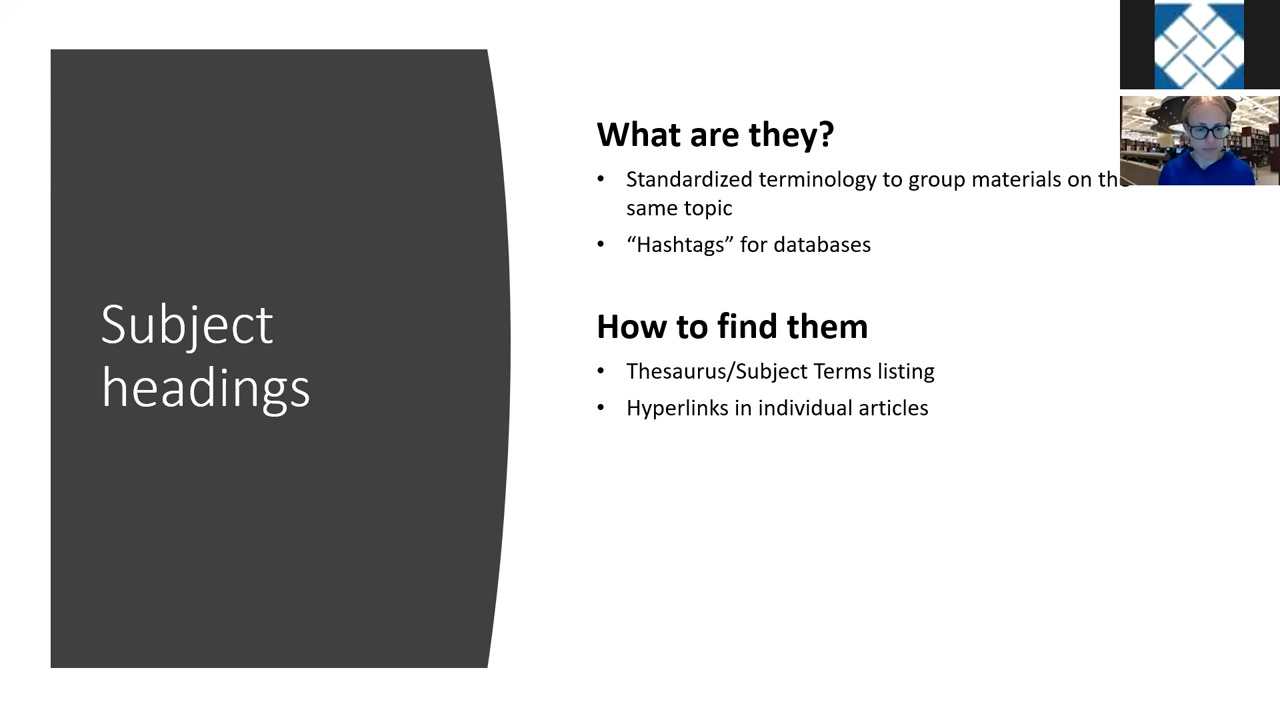 Subject
headings
What are they?
• Standardized terminology to group materials on the
same topic
• “Hashtags” for databases
How to find them
• Thesaurus/Subject Terms listing
• Hyperlinks in individual articles